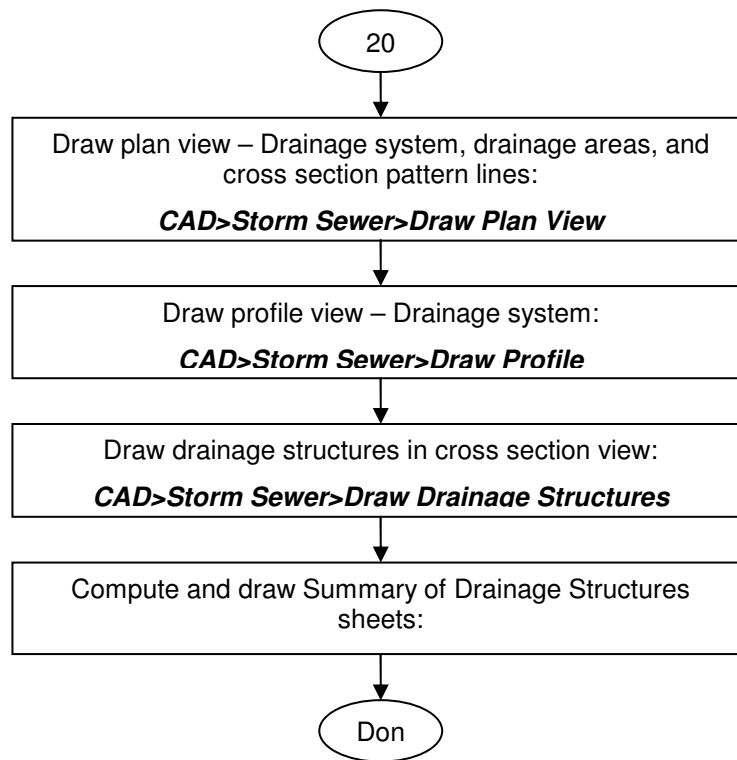 20
Draw plan view – Drainage system, drainage areas, and
cross section pattern lines:
CAD>Storm Sewer>Draw Plan View
Draw profile view – Drainage system:
CAD>Storm Sewer>Draw Profile
Draw drainage structures in cross section view:
CAD>Storm Sewer>Draw Drainage Structures
Compute and draw Summary of Drainage Structures
sheets:
Don